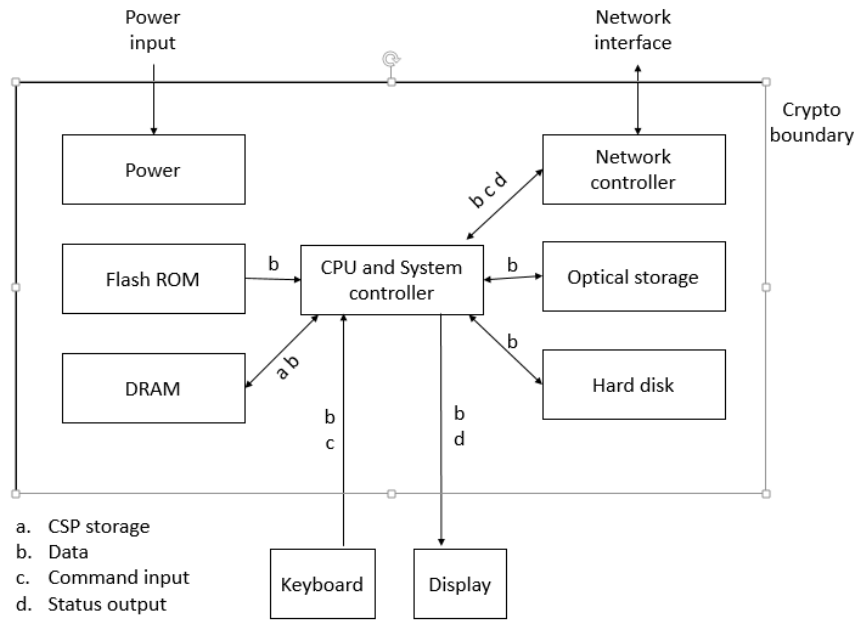 Power
input
Network
interface
Crypto
boundary
Power
Network
controller
b c d
Flash ROM
b
CPU and System
controller
b
Optical storage
DRAM
a b
b
Hard disk
b
c
b
d
a. CSP storage
b. Data
c. Command input
d. Status output
Keyboard
Display